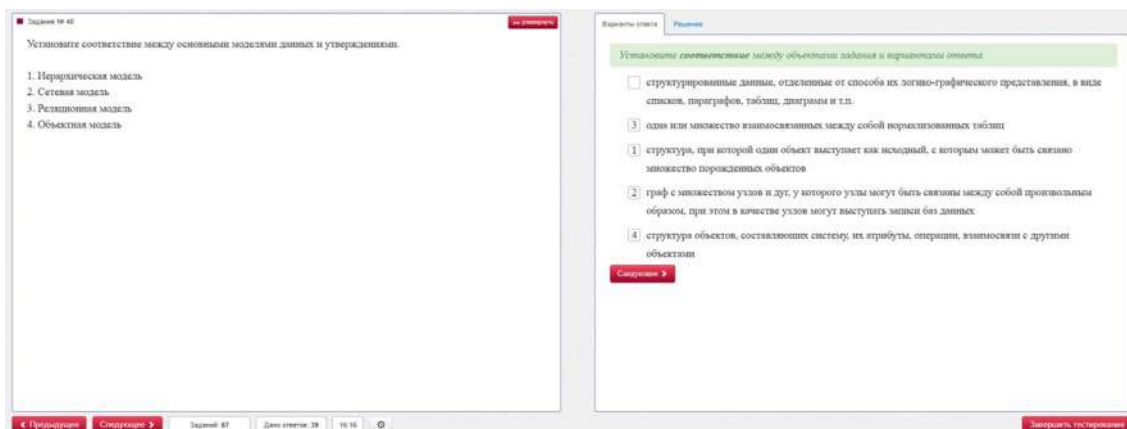 Задание № 40
развернуть
Установите соответствие между основными моделями данных и утверждениями.
1. Иерархическая модель
2. Сетевая модель
3. Реляционная модель
4. Объектная модель
Варианты ответа
Решение
Установите соответствие между объектами задания и вариантами ответа
структурированные данные, отделенные от способа их логико-графического представления, в виде
списков, параграфов, таблиц, диаграмм и т.п.
3 одна или множество взаимосвязанных между собой нормализованных таблиц
1 структура, при которой один объект выступает как исходный, с которым может быть связано
множество порожденных объектов
2 граф с множеством узлов и дуг, у которого узлы могут быть связаны между собой произвольным
образом, при этом в качестве узлов могут выступать записи баз данных
4 структура объектов, составляющих систему, их атрибуты, операции, взаимосвязи с другими
объектами
Следующее
Предыдущее
Следующее
Заданий: 67
Дано ответов: 39
16:16
Завершить тестирование